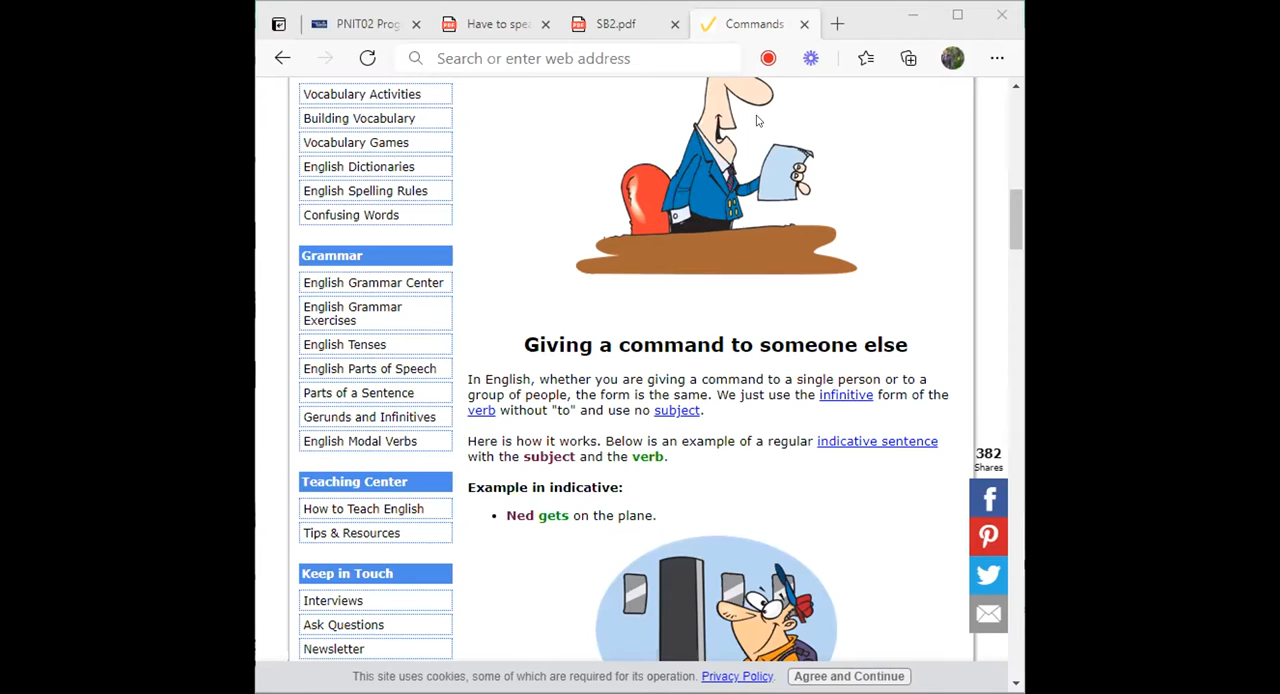 PNIT02 Prog
Have to spea
SB2.pdf
Commands
Search or enter web address
Vocabulary Activities
Building Vocabulary
Vocabulary Games
English Dictionaries
English Spelling Rules
Confusing Words
Grammar
English Grammar Center
English Grammar
Exercises
English Tenses
English Parts of Speech
Parts of a Sentence
Gerunds and Infinitives
English Modal Verbs
Teaching Center
How to Teach English
Tips & Resources
Keep in Touch
Interviews
Ask Questions
Newsletter
Giving a command to someone else
In English, whether you are giving a command to a single person or to a
group of people, the form is the same. We just use the infinitive form of the
verb without "to" and use no subject.
Here is how it works. Below is an example of a regular indicative sentence
with the subject and the verb.
Example in indicative:
• Ned gets on the plane.
382
Shares
This site uses cookies, some of which are required for its operation. Privacy Policy.
Agree and Continue